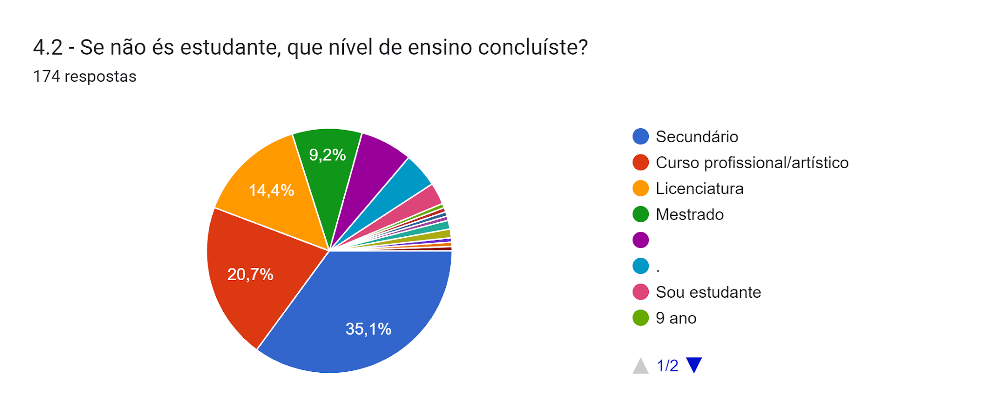 4.2 - Se não és estudante, que nível de ensino concluíste?
174 respostas
9,2%
14,4%
20,7%
35,1%
Secundário
Curso profissional/artístico
Licenciatura
Mestrado
.
Sou estudante
9 ano
1/2